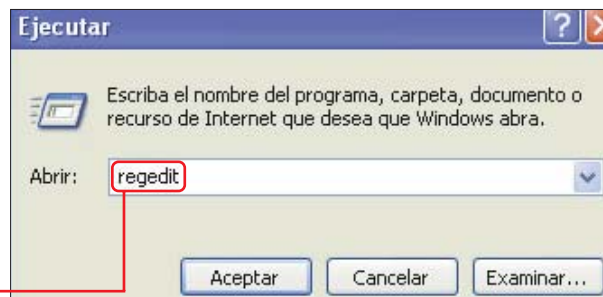 Ejecutar
Escriba el nombre del programa, carpeta, documento o
recurso de Internet que desea que Windows abra.
Abrir: regedit
Aceptar Cancelar Examinar...